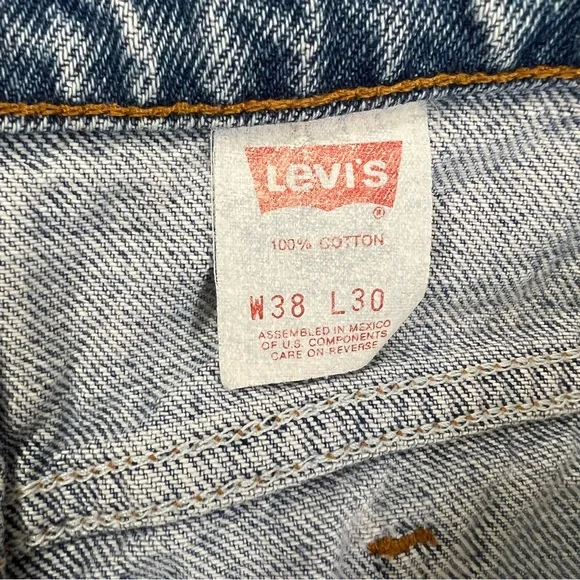 Levi's
®
100% COTTON
W38 L30
ASSEMBLED IN MEXICO
OF U.S. COMPONENTS
CARE ON REVERSE